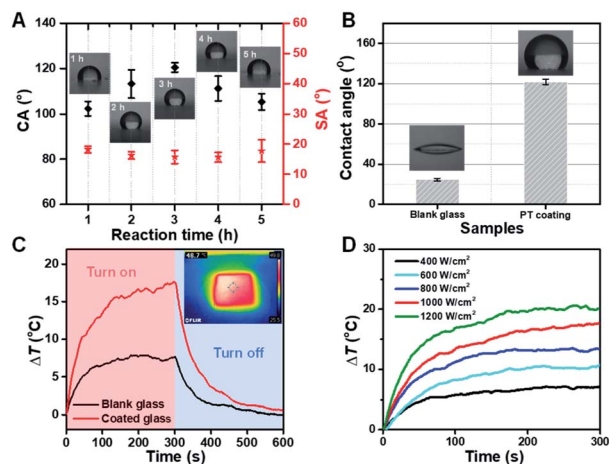 A
CA (°)
140
120
100
80
60
1 h
2 h
3 h
4 h
5 h
60
50
40
30
20
10
0
SA (°)
1 2 3 4 5
Reaction time (h)
B
Contact angle (°)
160
120
80
40
0
Blank glass PT coating
Samples
C
ΔT (°C)
20
15
10
5
0
Turn on
Turn off
48.7 °C
FLIR
Blank glass
Coated glass
0 100 200 300 400 500 600
Time (s)
D
ΔT (°C)
30
20
10
0
400 W/cm²
600 W/cm²
800 W/cm²
1000 W/cm²
1200 W/cm²
0 100 200 300
Time (s)